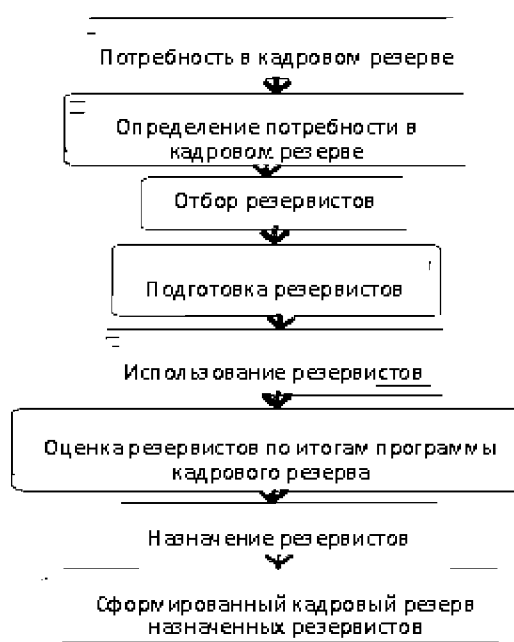 Потребность в кадровом резерве
Определение потребности в
кадровом резерве
Отбор резервистов
Подготовка резервистов
Использование резервистов
Оценка резервистов по итогам программы
кадрового резерва
Назначение резервистов
Сформированный кадровый резерв
назначенных резервистов